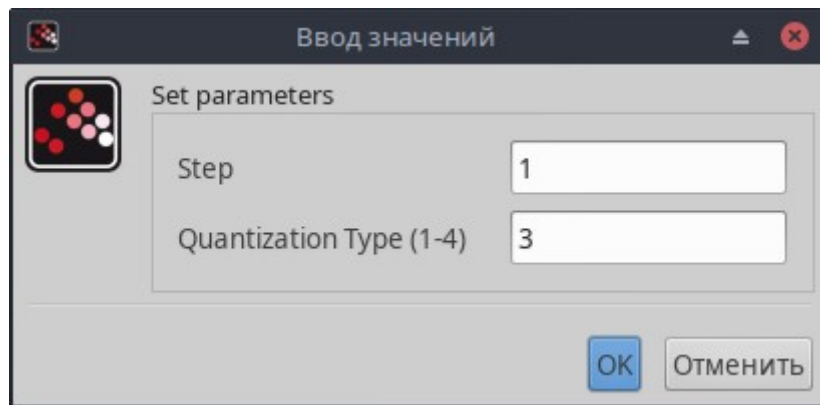 Ввод значений
Set parameters
Step 1
Quantization Type (1-4) 3
OK Отменить